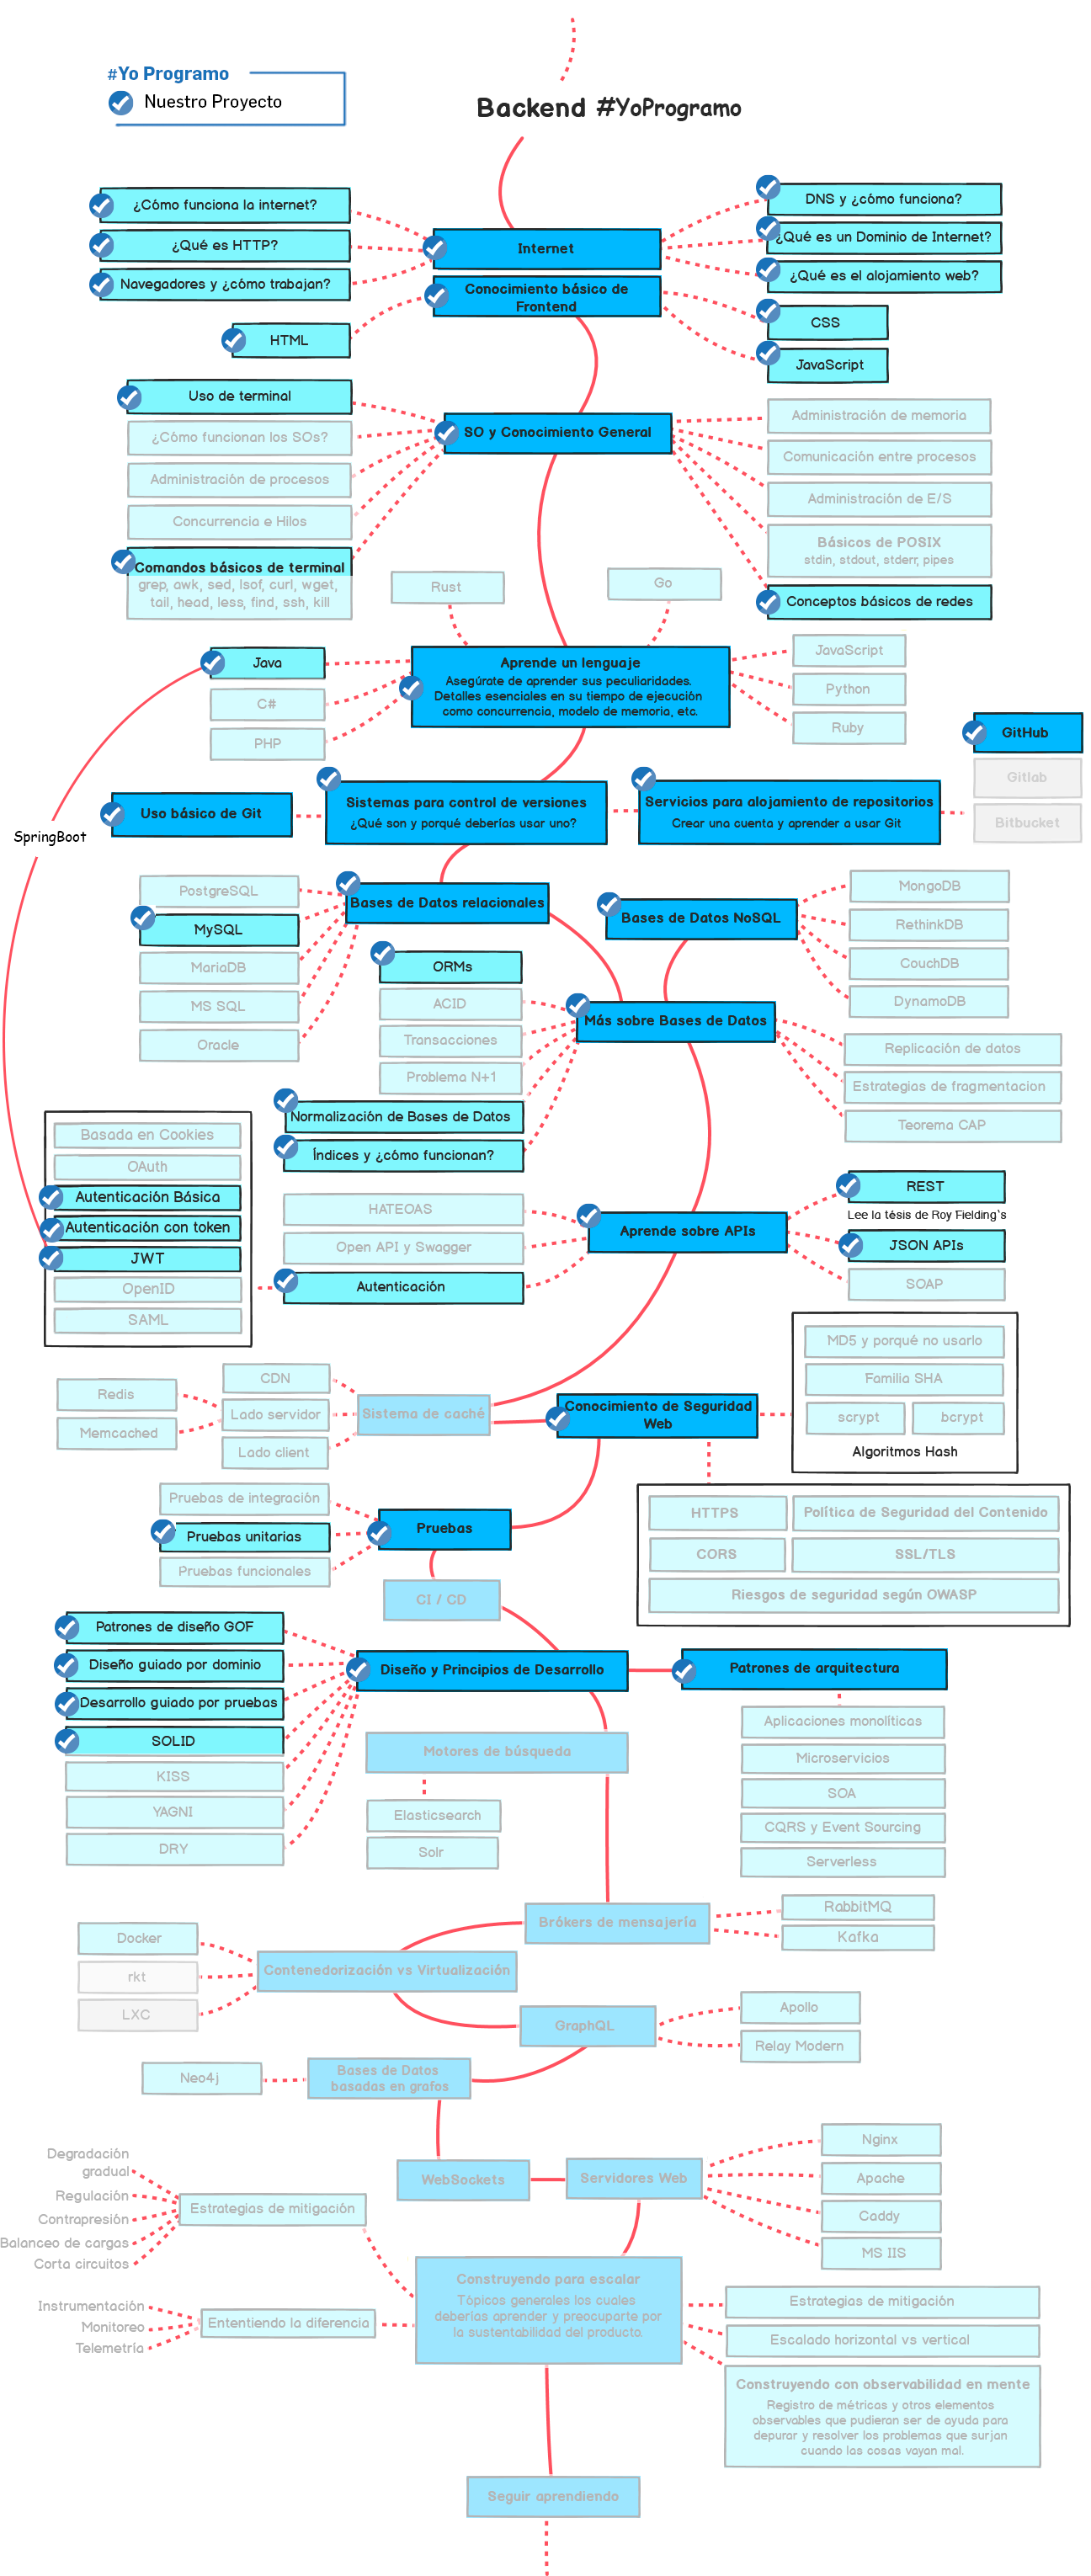 #Yo Programo
Nuestro Proyecto
Backend #YoProgramo
¿Cómo funciona la internet?
¿Qué es HTTP?
Navegadores y ¿cómo trabajan?
Internet
DNS y ¿cómo funciona?
¿Qué es un Dominio de Internet?
¿Qué es el alojamiento web?
Conocimiento básico de
Frontend
HTML
CSS
JavaScript
Uso de terminal
¿Cómo funcionan los SOs?
Administración de procesos
Concurrencia e Hilos
Comandos básicos de terminal
grep, awk, sed, lsof, curl, wget,
tail, head, less, find, ssh, kill
SO y Conocimiento General
Administración de memoria
Comunicación entre procesos
Administración de E/S
Básicos de POSIX
stdin, stdout, stderr, pipes
Conceptos básicos de redes
Rust
Go
Java
C#
PHP
Aprende un lenguaje
Asegúrate de aprender sus peculiaridades.
Detalles esenciales en su tiempo de ejecución
como concurrencia, modelo de memoria, etc.
JavaScript
Python
Ruby
GitHub
Gitlab
Bitbucket
Uso básico de Git
Sistemas para control de versiones
¿Qué son y porqué deberías usar uno?
Servicios para alojamiento de repositorios
Crear una cuenta y aprender a usar Git
SpringBoot
PostgreSQL
MySQL
MariaDB
MS SQL
Oracle
Bases de Datos relacionales
Bases de Datos NoSQL
MongoDB
RethinkDB
CouchDB
DynamoDB
ORMs
ACID
Transacciones
Problema N+1
Normalización de Bases de Datos
Índices y ¿cómo funcionan?
Más sobre Bases de Datos
Replicación de datos
Estrategias de fragmentacion
Teorema CAP
Basada en Cookies
OAuth
Autenticación Básica
Autenticación con token
JWT
OpenID
SAML
HATEOAS
Open API y Swagger
Autenticación
Aprende sobre APIs
REST
Lee la tésis de Roy Fielding`s
JSON APIs
SOAP
MD5 y porqué no usarlo
Familia SHA
scrypt
bcrypt
Algoritmos Hash
Redis
Memcached
CDN
Lado servidor
Lado client
Sistema de caché
Conocimiento de Seguridad
Web
HTTPS
Política de Seguridad del Contenido
CORS
SSL/TLS
Riesgos de seguridad según OWASP
Pruebas de integración
Pruebas unitarias
Pruebas funcionales
Pruebas
CI / CD
Patrones de diseño GOF
Diseño guiado por dominio
Desarrollo guiado por pruebas
SOLID
KISS
YAGNI
DRY
Diseño y Principios de Desarrollo
Patrones de arquitectura
Aplicaciones monolíticas
Microservicios
SOA
CQRS y Event Sourcing
Serverless
Motores de búsqueda
Elasticsearch
Solr
Brókers de mensajería
RabbitMQ
Kafka
Docker
rkt
LXC
Contenedorización vs Virtualización
GraphQL
Apollo
Relay Modern
Neo4j
Bases de Datos
basadas en grafos
WebSockets
Servidores Web
Nginx
Apache
Caddy
MS IIS
Degradación
gradual
Regulación
Contrapresión
Balanceo de cargas
Corta circuitos
Estrategias de mitigación
Instrumentación
Monitoreo
Telemetría
Ententiendo la diferencia
Construyendo para escalar
Tópicos generales los cuales
deberías aprender y preocuparte por
la sustentabilidad del producto.
Estrategias de mitigación
Escalado horizontal vs vertical
Construyendo con observabilidad en mente
Registro de métricas y otros elementos
observables que pudieran ser de ayuda para
depurar y resolver los problemas que surjan
cuando las cosas vayan mal.
Seguir aprendiendo